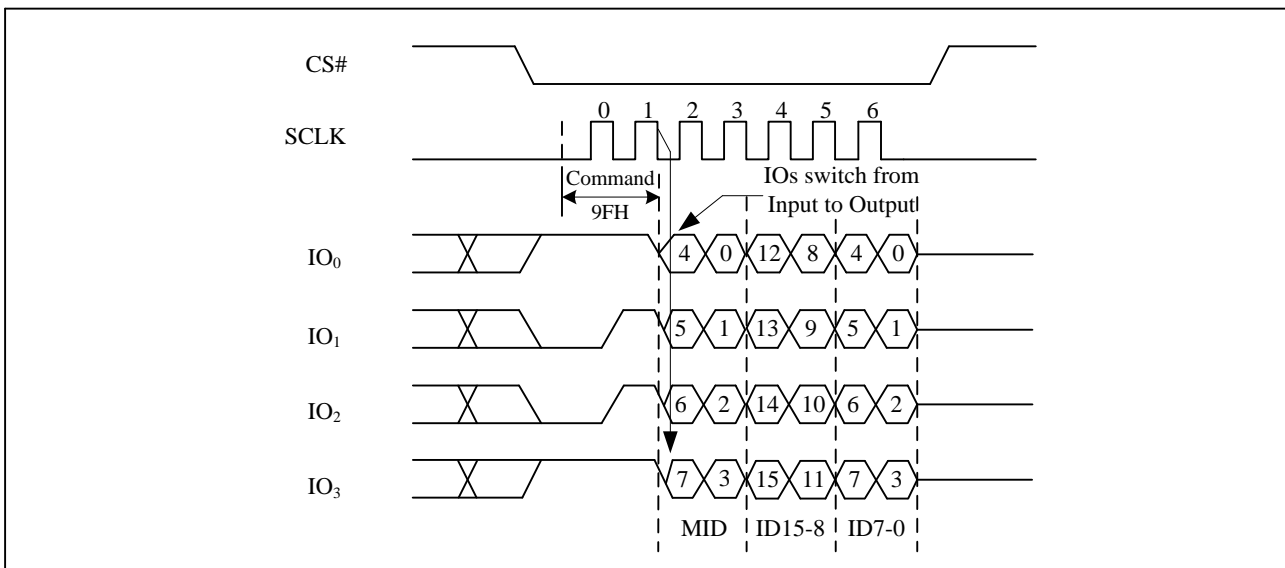 CS#
0 1 2 3 4 5 6
SCLK
Command
9FH
IOs switch from
Input to Output
IO0 4 0 12 8 4 0
IO1 5 1 13 9 5 1
IO2 6 2 14 10 6 2
IO3 7 3 15 11 7 3
MID ID15-8 ID7-0